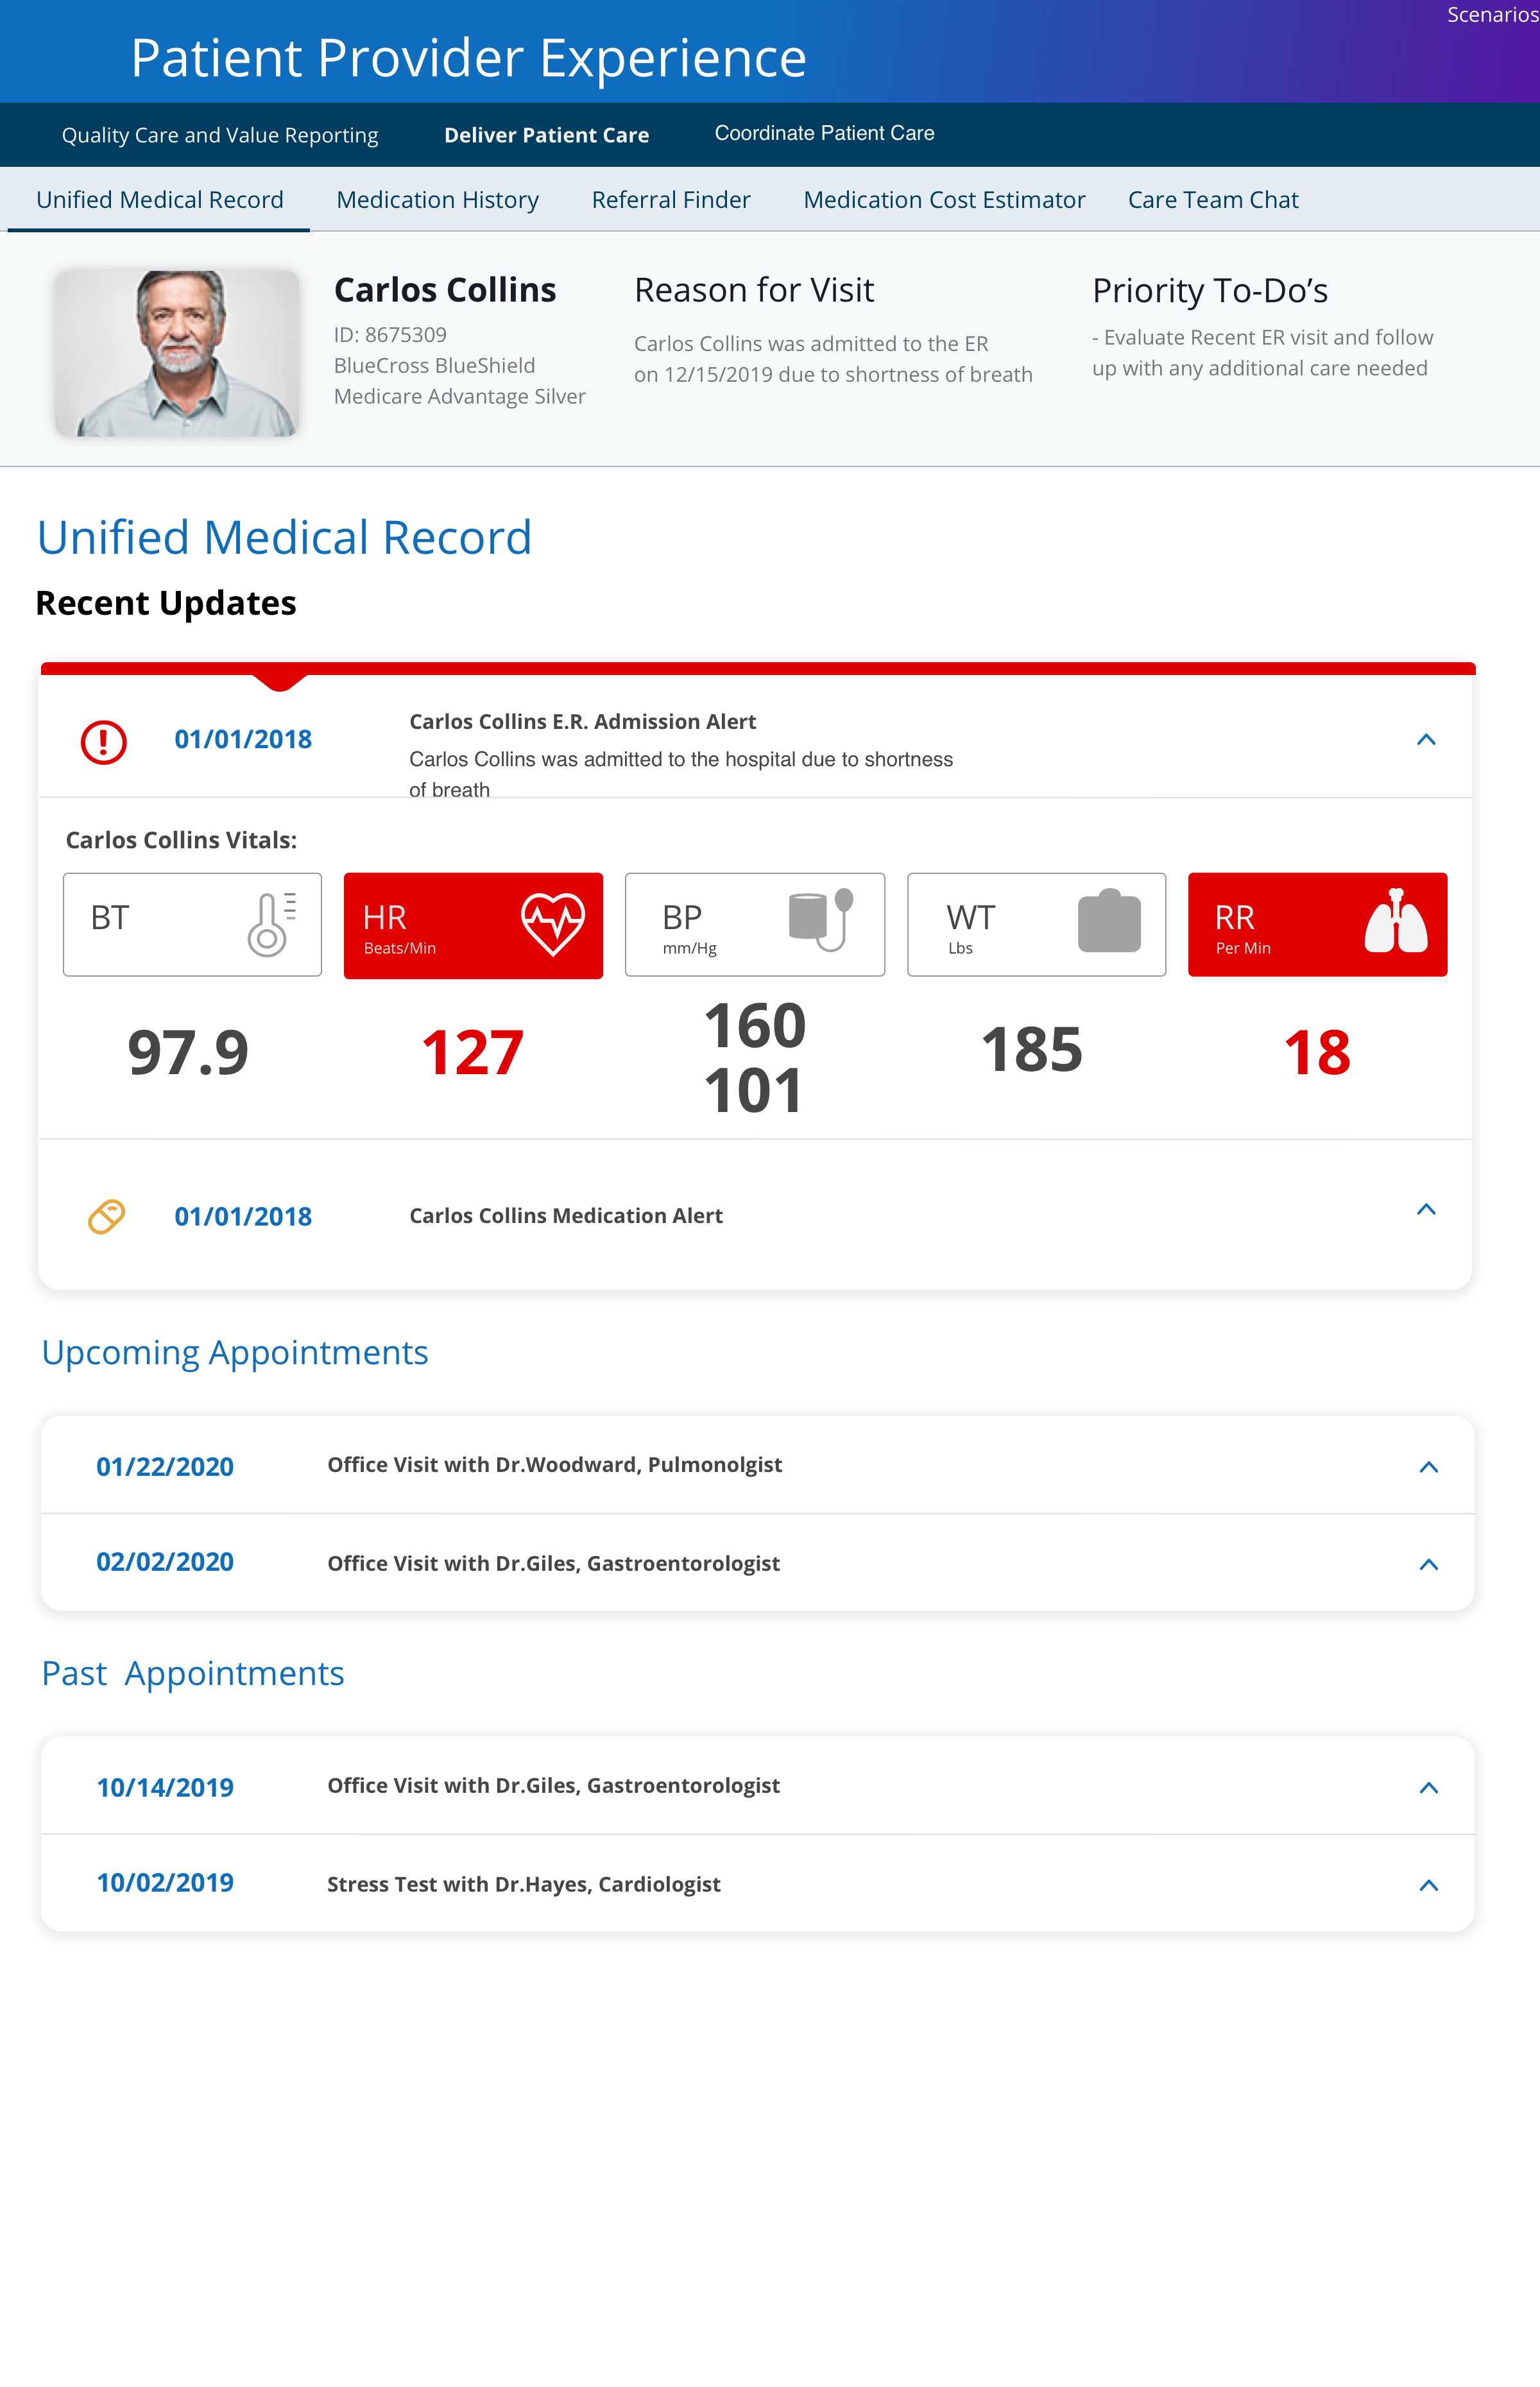 Scenarios
Patient Provider Experience
Quality Care and Value Reporting
Deliver Patient Care
Coordinate Patient Care
Unified Medical Record
Medication History
Referral Finder
Medication Cost Estimator
Care Team Chat
Carlos Collins
ID: 8675309
BlueCross BlueShield
Medicare Advantage Silver
Reason for Visit
Carlos Collins was admitted to the ER
on 12/15/2019 due to shortness of breath
Priority To-Do’s
- Evaluate Recent ER visit and follow
up with any additional care needed
Unified Medical Record
Recent Updates
01/01/2018
Carlos Collins E.R. Admission Alert
Carlos Collins was admitted to the hospital due to shortness
of breath
Carlos Collins Vitals:
BT
97.9
HR
Beats/Min
127
BP
mm/Hg
160
101
WT
Lbs
185
RR
Per Min
18
01/01/2018
Carlos Collins Medication Alert
Upcoming Appointments
01/22/2020
Office Visit with Dr.Woodward, Pulmonolgist
02/02/2020
Office Visit with Dr.Giles, Gastroentorologist
Past  Appointments
10/14/2019
Office Visit with Dr.Giles, Gastroentorologist
10/02/2019
Stress Test with Dr.Hayes, Cardiologist